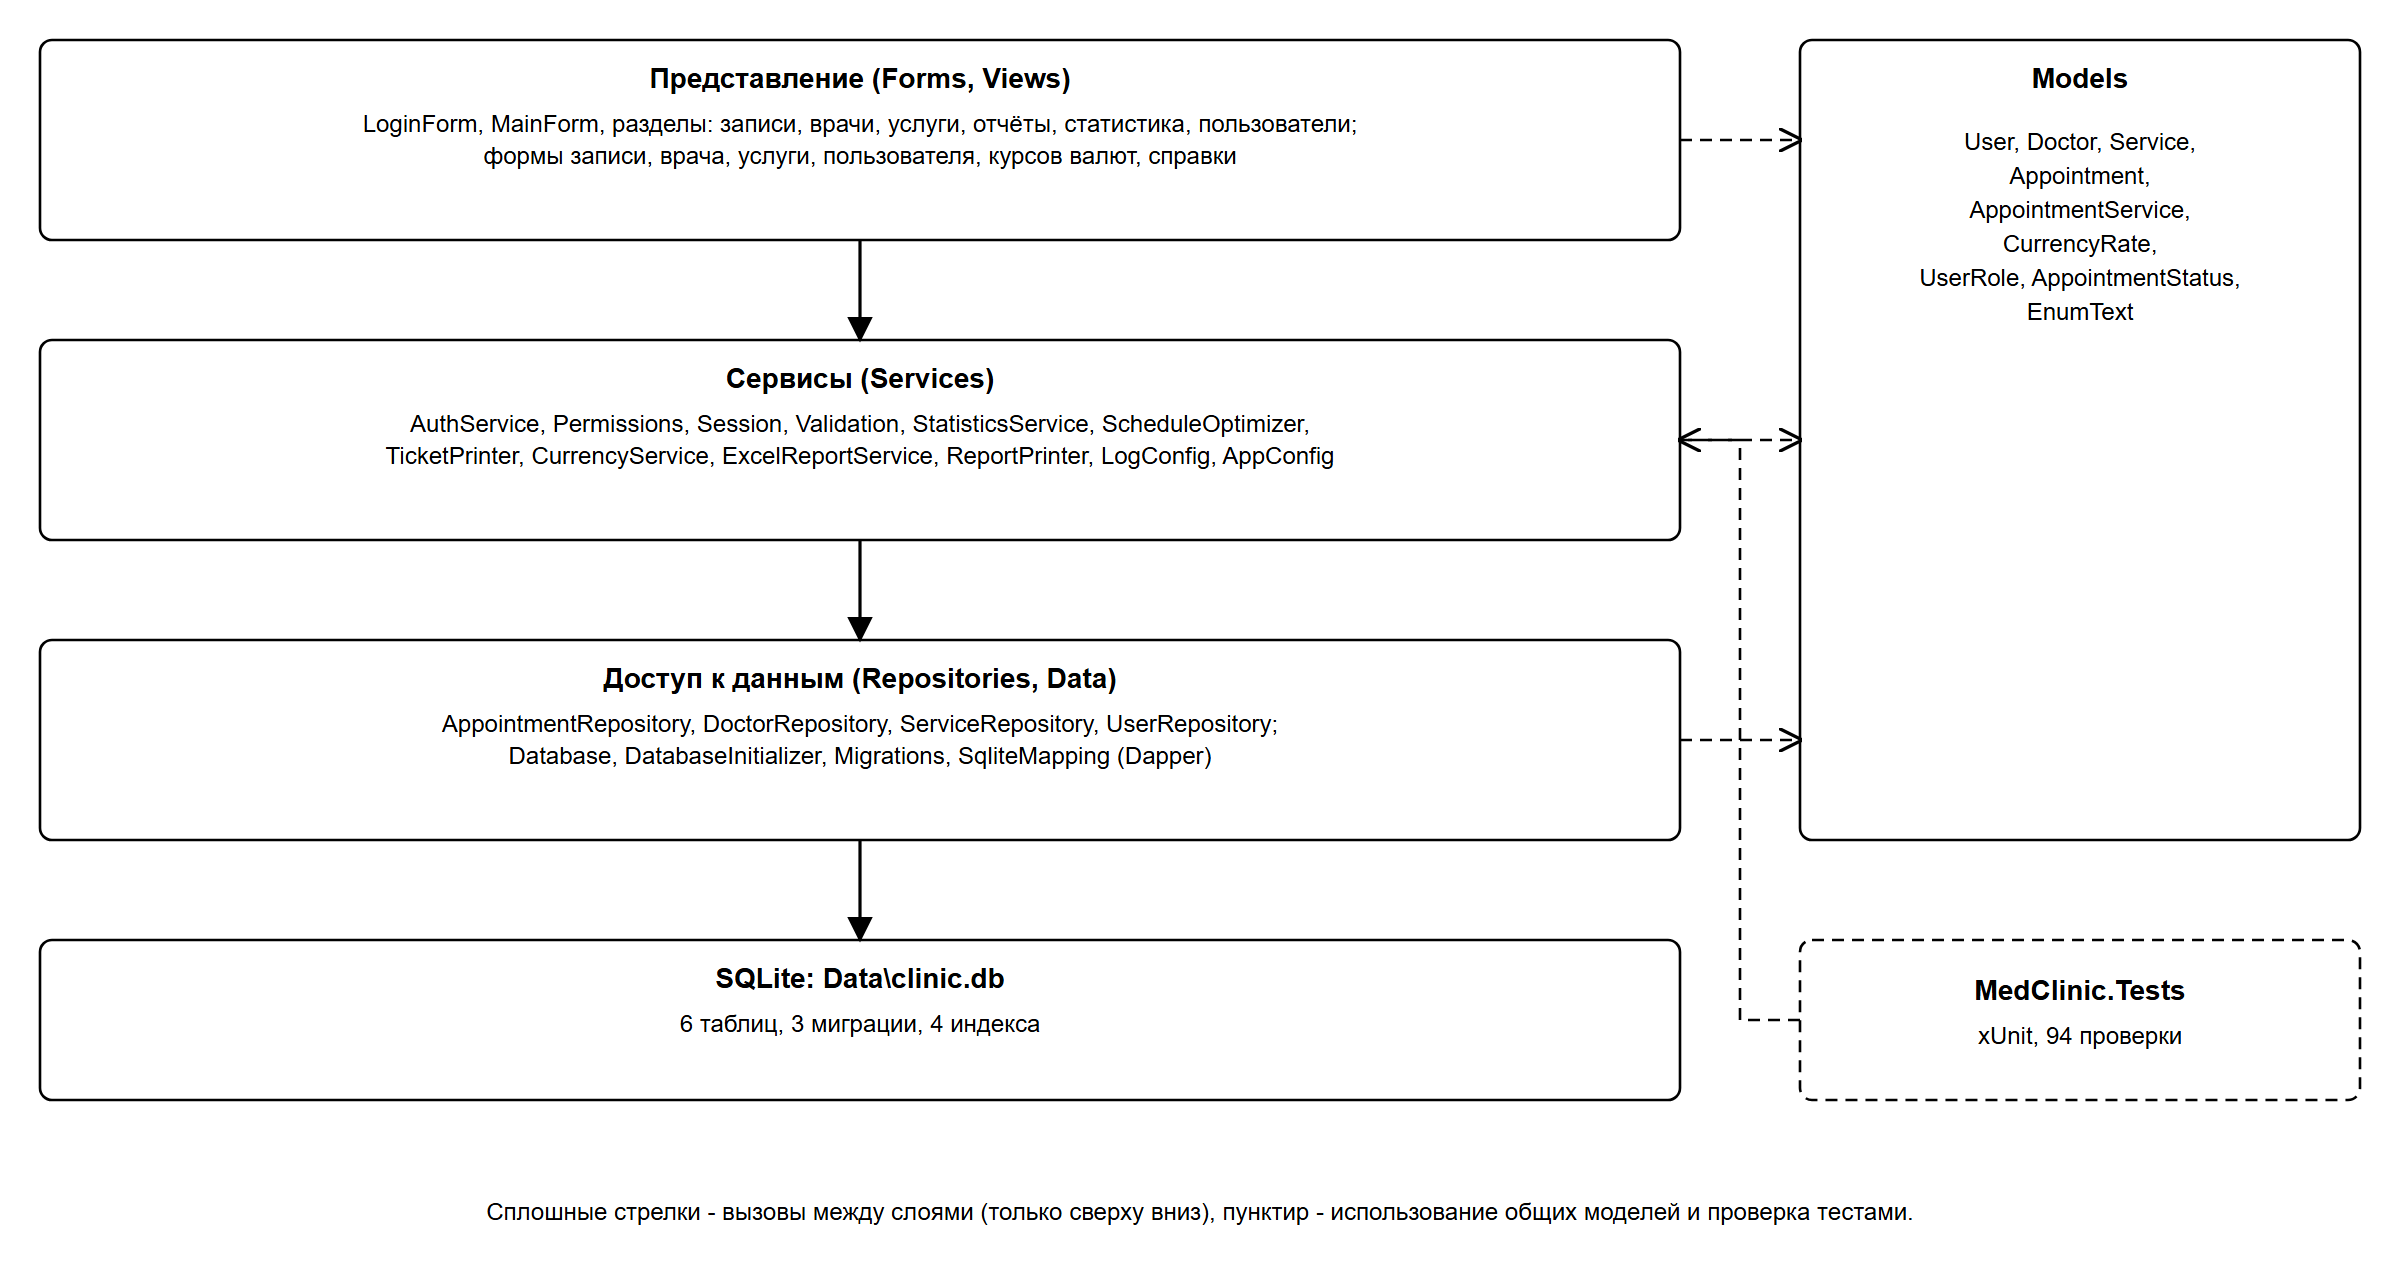 Представление (Forms, Views)
LoginForm, MainForm, разделы: записи, врачи, услуги, отчёты, статистика, пользователи;
формы записи, врача, услуги, пользователя, курсов валют, справки
Models
User, Doctor, Service,
Appointment,
AppointmentService,
CurrencyRate,
UserRole, AppointmentStatus,
EnumText
Сервисы (Services)
AuthService, Permissions, Session, Validation, StatisticsService, ScheduleOptimizer,
TicketPrinter, CurrencyService, ExcelReportService, ReportPrinter, LogConfig, AppConfig
Доступ к данным (Repositories, Data)
AppointmentRepository, DoctorRepository, ServiceRepository, UserRepository;
Database, DatabaseInitializer, Migrations, SqliteMapping (Dapper)
SQLite: Data\clinic.db
6 таблиц, 3 миграции, 4 индекса
MedClinic.Tests
xUnit, 94 проверки
Сплошные стрелки - вызовы между слоями (только сверху вниз), пунктир - использование общих моделей и проверка тестами.